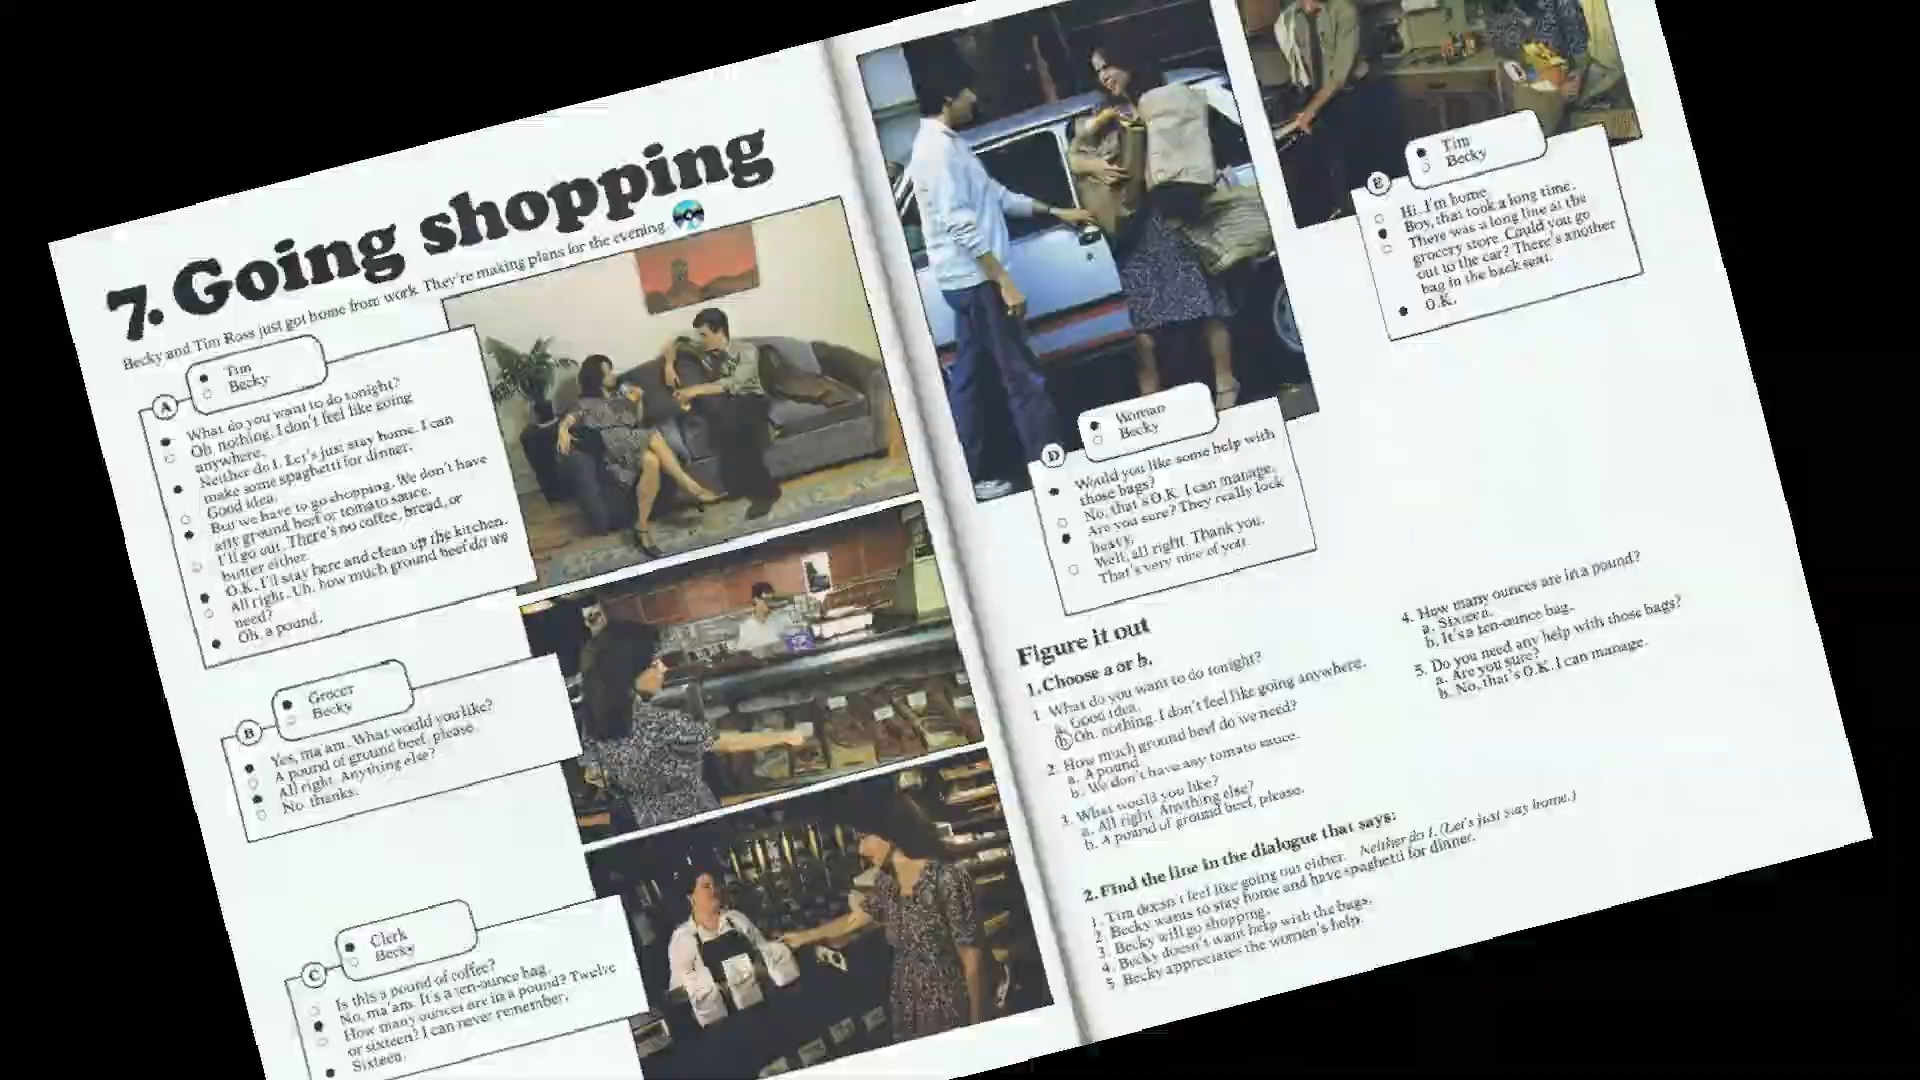 7. Going shopping
Becky and Tim Ross just got home from work. They're making plans for the evening.
A
Tim
Becky
What do you want to do tonight?
Oh, nothing. I don't feel like going
anywhere.
Neither do I. Let's just stay home. I can
make some spaghetti for dinner.
Good idea.
But we have to go shopping. We don't have
any ground beef or tomato sauce.
I'll go out. There's no coffee, bread, or
butter either.
O.K. I'll stay here and clean up the kitchen.
All right. Uh, how much ground beef do we
need?
Oh, a pound.
B
Grocer
Becky
Yes, ma'am. What would you like?
A pound of ground beef, please.
All right. Anything else?
No, thanks.
C
Clerk
Becky
Is this a pound of coffee?
No, ma'am. It's a ten-ounce bag.
How many ounces are in a pound? Twelve
or sixteen? I can never remember.
Sixteen.
D
Woman
Becky
Would you like some help with
those bags?
No, that's O.K. I can manage.
Are you sure? They really look
heavy.
Well, all right. Thank you.
That's very nice of you.
E
Tim
Becky
Hi. I'm home.
Boy, that took a long time.
There was a long line at the
grocery store. Could you go
out to the car? There's another
bag in the back seat.
O.K.
Figure it out
1. Choose a or b.
1. What do you want to do tonight?
a. Good idea.
b. Oh, nothing. I don't feel like going anywhere.
2. How much ground beef do we need?
a. A pound.
b. We don't have any tomato sauce.
3. What would you like?
a. All right. Anything else?
b. A pound of ground beef, please.
4. How many ounces are in a pound?
a. Sixteen.
b. It's a ten-ounce bag.
5. Do you need any help with those bags?
a. Are you sure?
b. No, that's O.K. I can manage.
2. Find the line in the dialogue that says:
1. Tim doesn't feel like going out either. Neither do I. (Let's just stay home.)
2. Becky wants to stay home and have spaghetti for dinner.
3. Becky will go shopping.
4. Becky doesn't want help with the bags.
5. Becky appreciates the woman's help.